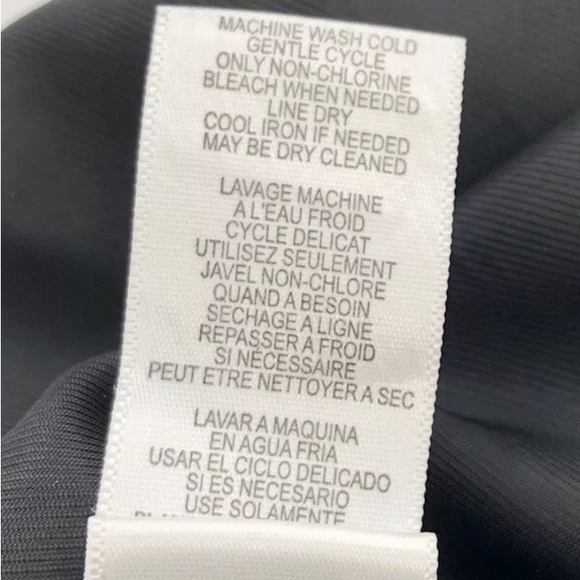 MACHINE WASH COLD
GENTLE CYCLE
ONLY NON-CHLORINE
BLEACH WHEN NEEDED
LINE DRY
COOL IRON IF NEEDED
MAY BE DRY CLEANED
LAVAGE MACHINE
A L'EAU FROID
CYCLE DELICAT
UTILISEZ SEULEMENT
JAVEL NON-CHLORE
QUAND A BESOIN
SECHAGE A LIGNE
REPASSER A FROID
SI NÉCESSAIRE
PEUT ETRE NETTOYER A SEC
LAVAR A MAQUINA
EN AGUA FRIA
USAR EL CICLO DELICADO
SI ES NECESARIO
USE SOLAMENTE